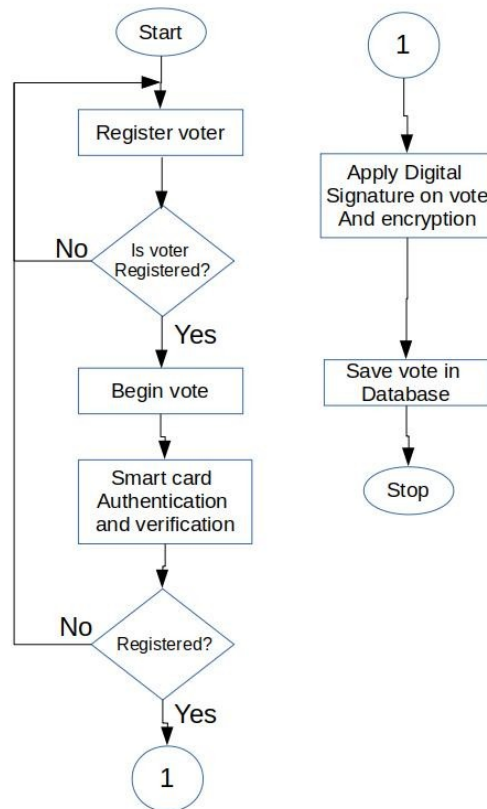 Start
Register voter
Is voter
Registered?
No
Yes
Begin vote
Smart card
Authentication
and verification
Registered?
No
Yes
1
1
Apply Digital
Signature on vote
And encryption
Save vote in
Database
Stop